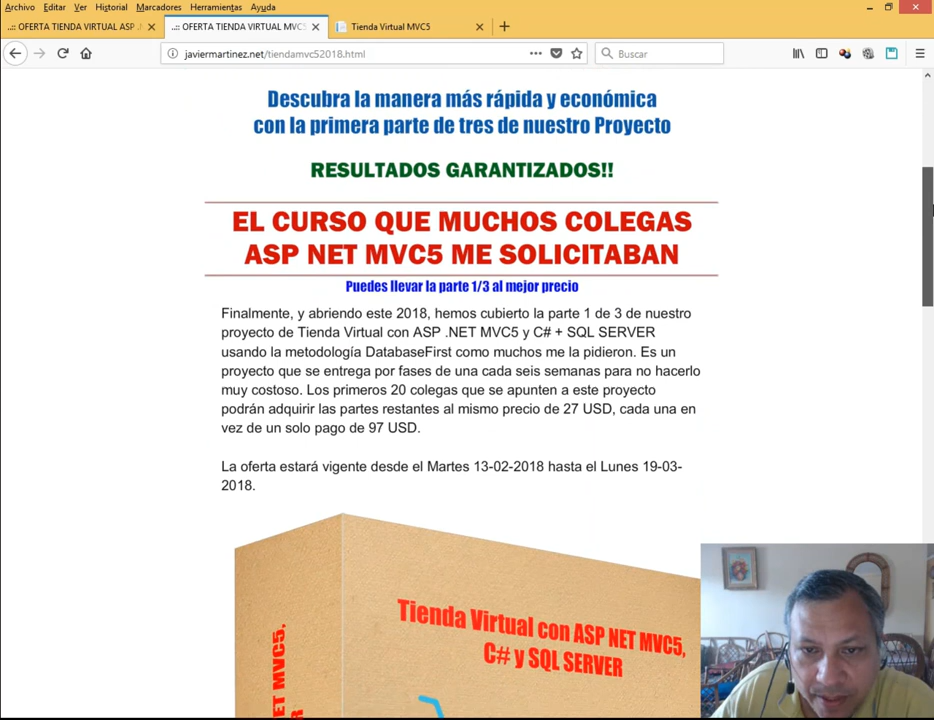 Archivo Editar Ver Historial Marcadores Herramientas Ayuda
..:: OFERTA TIENDA VIRTUAL ASP .N
..:: OFERTA TIENDA VIRTUAL MVC5
Tienda Virtual MVC5
javiermartinez.net/tiendamvc52018.html
Buscar
Descubra la manera más rápida y económica
con la primera parte de tres de nuestro Proyecto
RESULTADOS GARANTIZADOS!!
EL CURSO QUE MUCHOS COLEGAS
ASP NET MVC5 ME SOLICITABAN
Puedes llevar la parte 1/3 al mejor precio
Finalmente, y abriendo este 2018, hemos cubierto la parte 1 de 3 de nuestro
proyecto de Tienda Virtual con ASP .NET MVC5 y C# + SQL SERVER
usando la metodología DatabaseFirst como muchos me la pidieron. Es un
proyecto que se entrega por fases de una cada seis semanas para no hacerlo
muy costoso. Los primeros 20 colegas que se apunten a este proyecto
podrán adquirir las partes restantes al mismo precio de 27 USD, cada una en
vez de un solo pago de 97 USD.
La oferta estará vigente desde el Martes 13-02-2018 hasta el Lunes 19-03-
2018.
Tienda Virtual con ASP NET MVC5,
C# y SQL SERVER
ET MVC5.